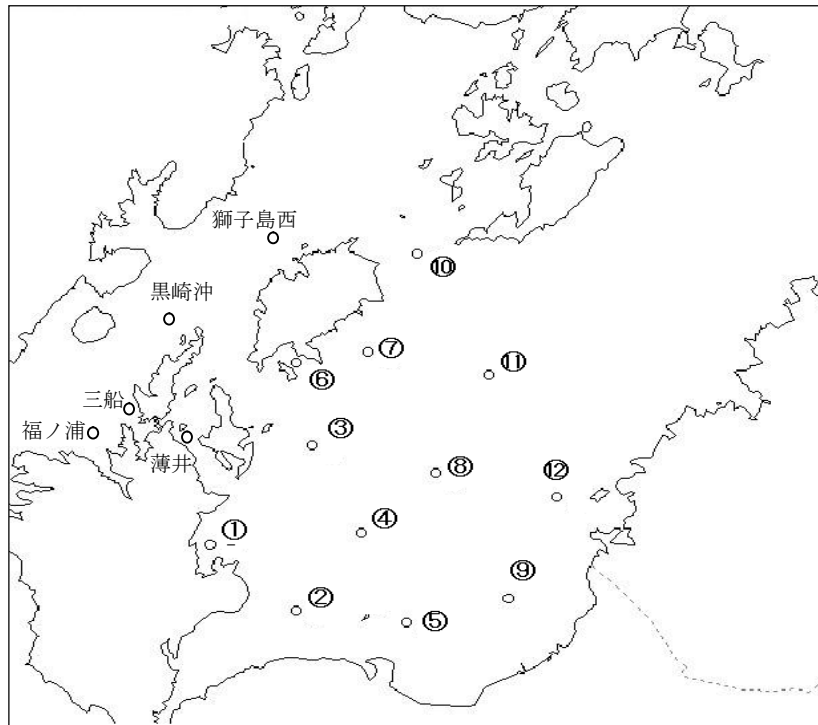 獅子島西
⑩
黒崎沖
⑦
⑥
⑪
三船
福ノ浦
薄井
③
⑧
⑫
①
④
⑨
②
⑤